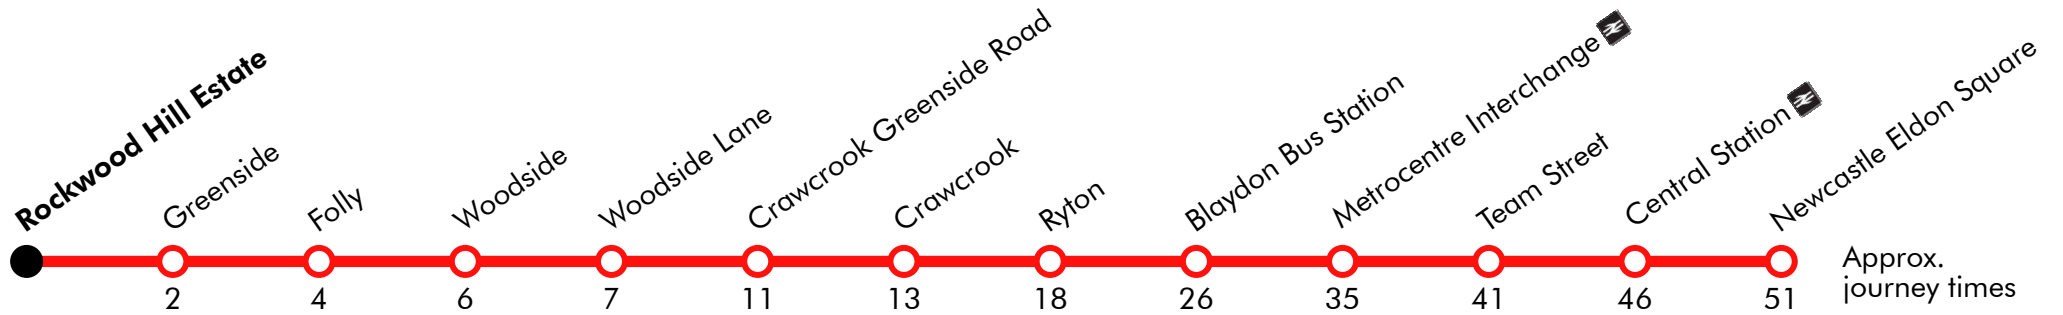 Rockwood Hill Estate
Greenside
Folly
Woodside
Woodside Lane
Crawcrook Greenside Road
Crawcrook
Ryton
Blaydon Bus Station
Metrocentre Interchange
Team Street
Central Station
Newcastle Eldon Square
2
4
6
7
11
13
18
26
35
41
46
51
Approx.
journey times